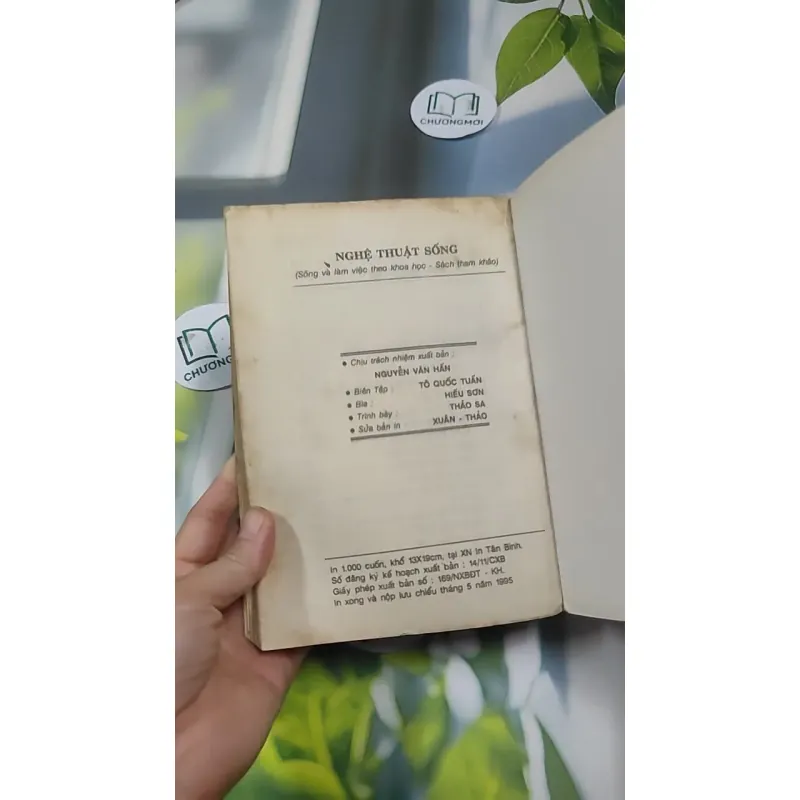 CHƯƠNGMỚI
NGHỆ THUẬT SỐNG
(Sống và làm việc theo khoa học - Sách tham khảo)
CHƯƠNG
• Chịu trách nhiệm xuất bản :
NGUYỄN VĂN HẤN
• Biên Tập : TÔ QUỐC TUẤN
• Bìa : HIẾU SƠN
• Trình bày : THẢO SA
• Sửa bản in : XUÂN - THẢO
In 1.000 cuốn, khổ 13X19cm, tại XN In Tân Bình.
Số đăng ký kế hoạch xuất bản : 14/11/CXB
Giấy phép xuất bản số : 169/NXBĐT - KH.
In xong và nộp lưu chiểu tháng 5 năm 1995